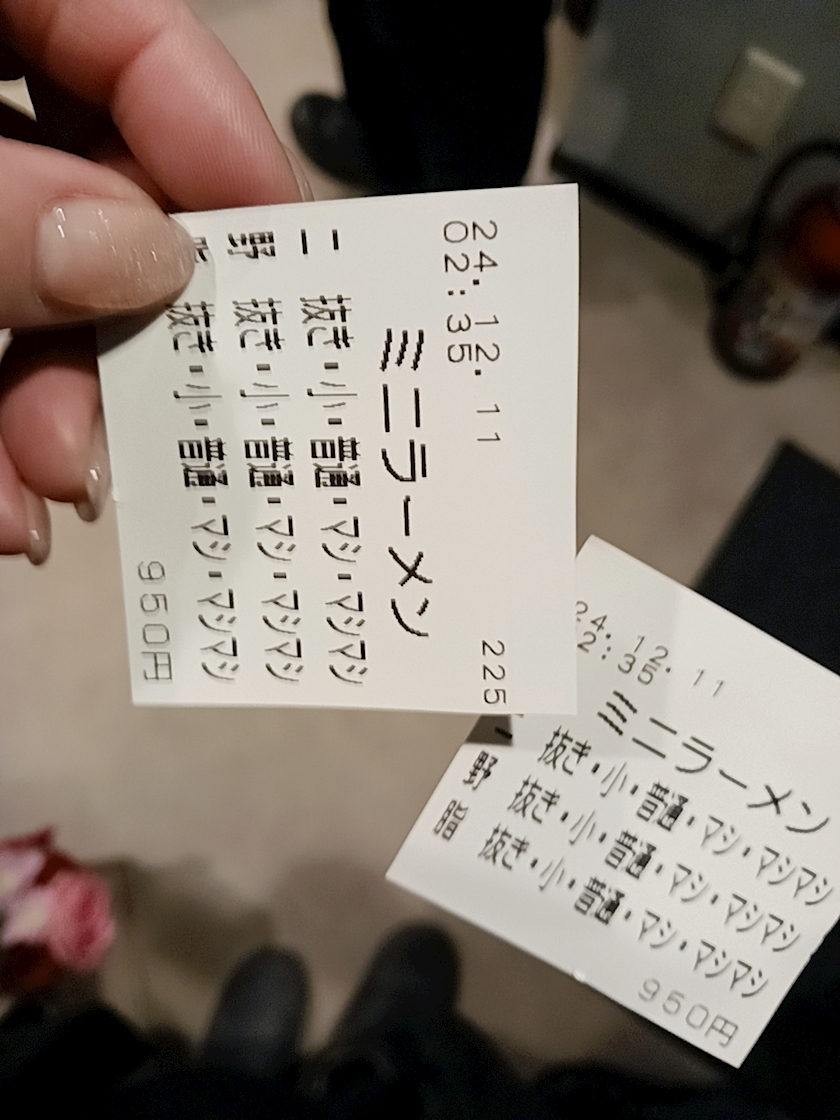 24.12.11 225
02:35
ミニラーメン
ニ 抜き・小・普通・マシ・マシマシ
野 抜き・小・普通・マシ・マシマシ
抜き・小・普通・マシ・マシマシ
950円
24.12.11
2:35
ミニラーメン
抜き・小・普通・マシ・マシマシ
野 抜き・小・普通・マシ・マシマシ
脂 抜き・小・普通・マシ・マシマシ
950円